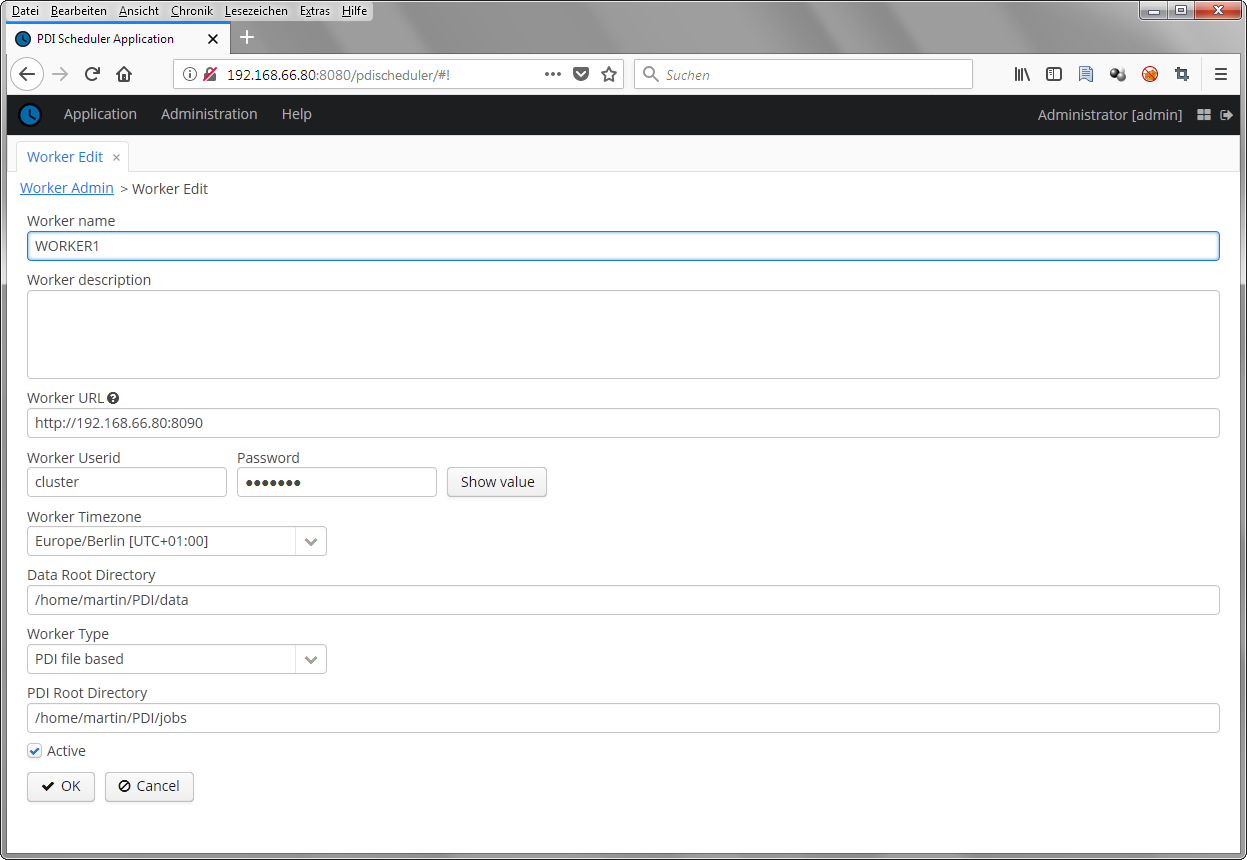 Datei Bearbeiten Ansicht Chronik Lesezeichen Extras Hilfe
PDI Scheduler Application
192.168.66.80:8080/pdischeduler/#!
Suchen
Application Administration Help Administrator [admin]
Worker Edit
Worker Admin > Worker Edit
Worker name
WORKER1
Worker description
Worker URL
http://192.168.66.80:8090
Worker Userid Password
cluster ••••••• Show value
Worker Timezone
Europe/Berlin [UTC+01:00]
Data Root Directory
/home/martin/PDI/data
Worker Type
PDI file based
PDI Root Directory
/home/martin/PDI/jobs
Active
OK Cancel